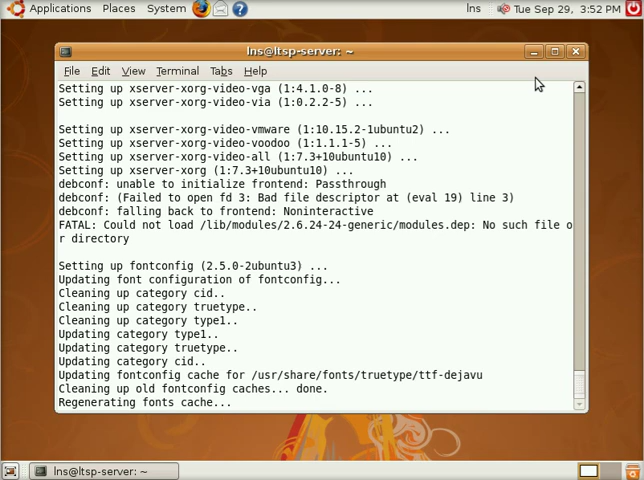 Applications Places System lns Tue Sep 29, 3:52 PM
lns@ltsp-server: ~
File Edit View Terminal Tabs Help
Setting up xserver-xorg-video-vga (1:4.1.0-8) ...
Setting up xserver-xorg-video-via (1:0.2.2-5) ...
Setting up xserver-xorg-video-vmware (1:10.15.2-1ubuntu2) ...
Setting up xserver-xorg-video-voodoo (1:1.1.1-5) ...
Setting up xserver-xorg-video-all (1:7.3+10ubuntu10) ...
Setting up xserver-xorg (1:7.3+10ubuntu10) ...
debconf: unable to initialize frontend: Passthrough
debconf: (Failed to open fd 3: Bad file descriptor at (eval 19) line 3)
debconf: falling back to frontend: Noninteractive
FATAL: Could not load /lib/modules/2.6.24-24-generic/modules.dep: No such file o
r directory
Setting up fontconfig (2.5.0-2ubuntu3) ...
Updating font configuration of fontconfig...
Cleaning up category cid..
Cleaning up category truetype..
Cleaning up category type1..
Updating category type1..
Updating category truetype..
Updating category cid..
Updating fontconfig cache for /usr/share/fonts/truetype/ttf-dejavu
Cleaning up old fontconfig caches... done.
Regenerating fonts cache...
lns@ltsp-server: ~